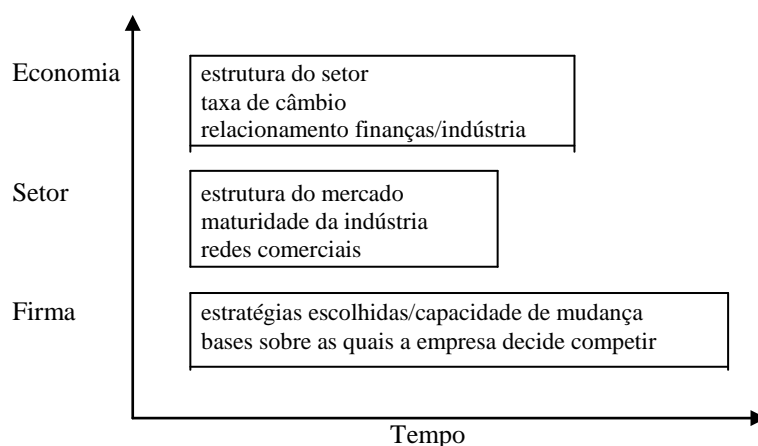 Economia
estrutura do setor
taxa de câmbio
relacionamento finanças/indústria
Setor
estrutura do mercado
maturidade da indústria
redes comerciais
Firma
estratégias escolhidas/capacidade de mudança
bases sobre as quais a empresa decide competir
Tempo